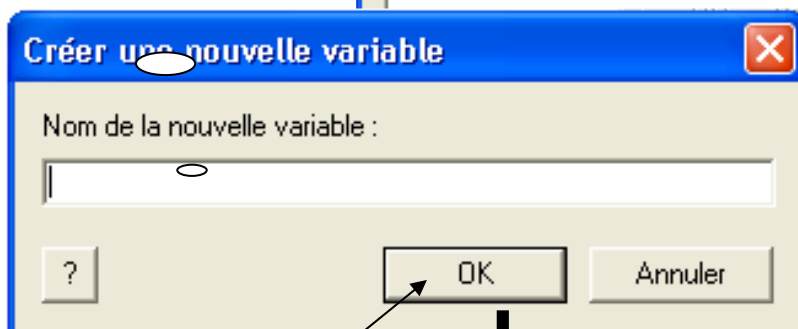 Créer une nouvelle variable
Nom de la nouvelle variable :
?
OK
Annuler